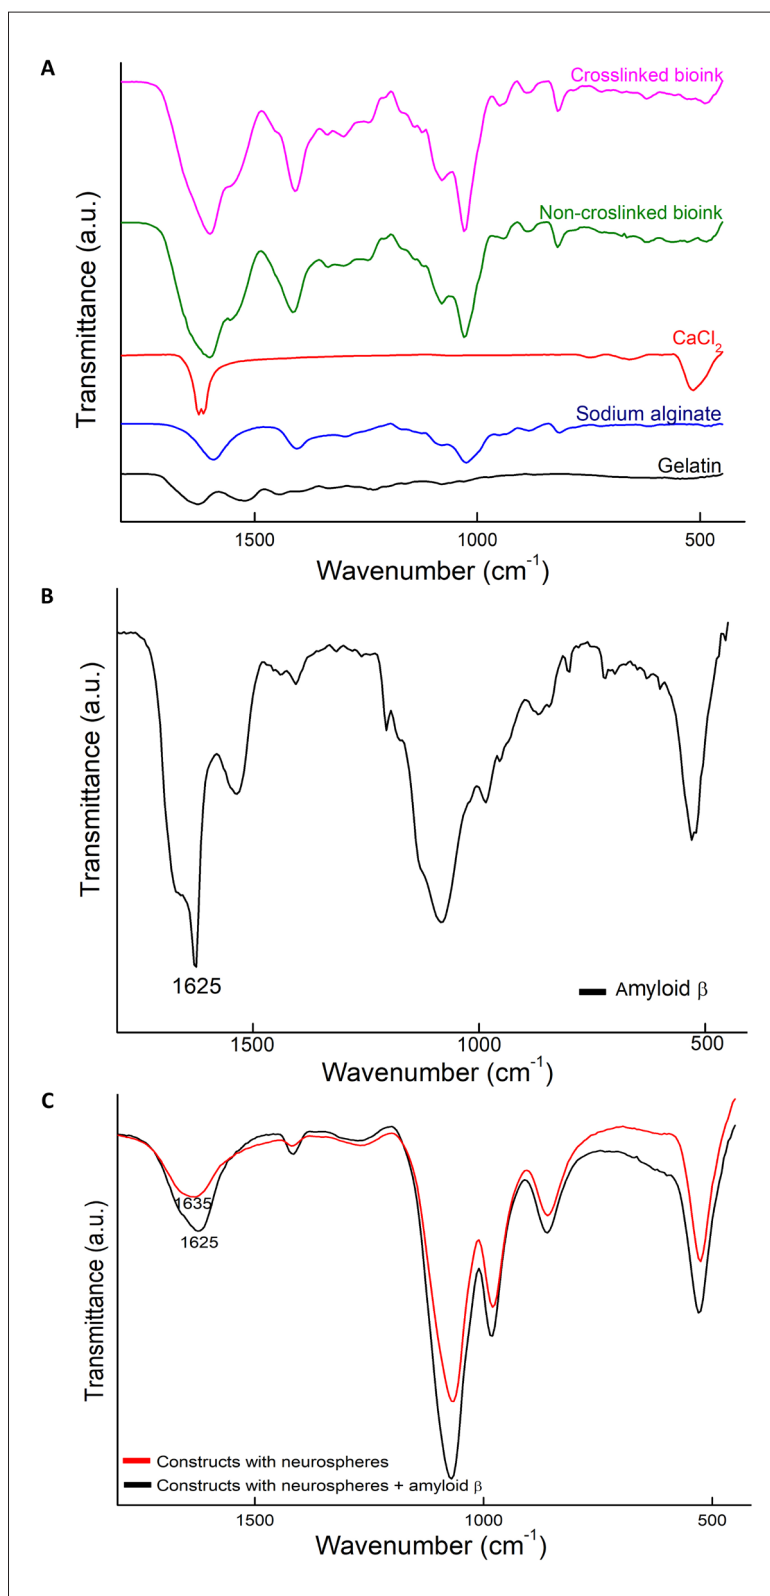 A
Crosslinked bioink
Non-croslinked bioink
CaCl₂
Sodium alginate
Gelatin
Transmittance (a.u.)
1500 1000 500
Wavenumber (cm⁻¹)
B
Transmittance (a.u.)
1625
Amyloid β
1500 1000 500
Wavenumber (cm⁻¹)
C
Transmittance (a.u.)
1635
1625
Constructs with neurospheres
Constructs with neurospheres + amyloid β
1500 1000 500
Wavenumber (cm⁻¹)